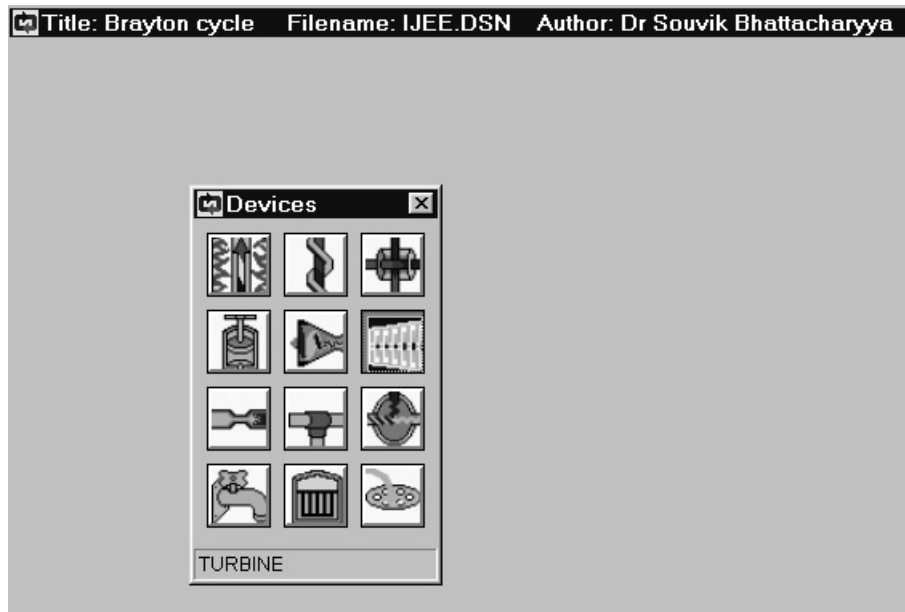 Title: Brayton cycle Filename: IJEE.DSN Author: Dr Souvik Bhattacharyya
Devices
TURBINE